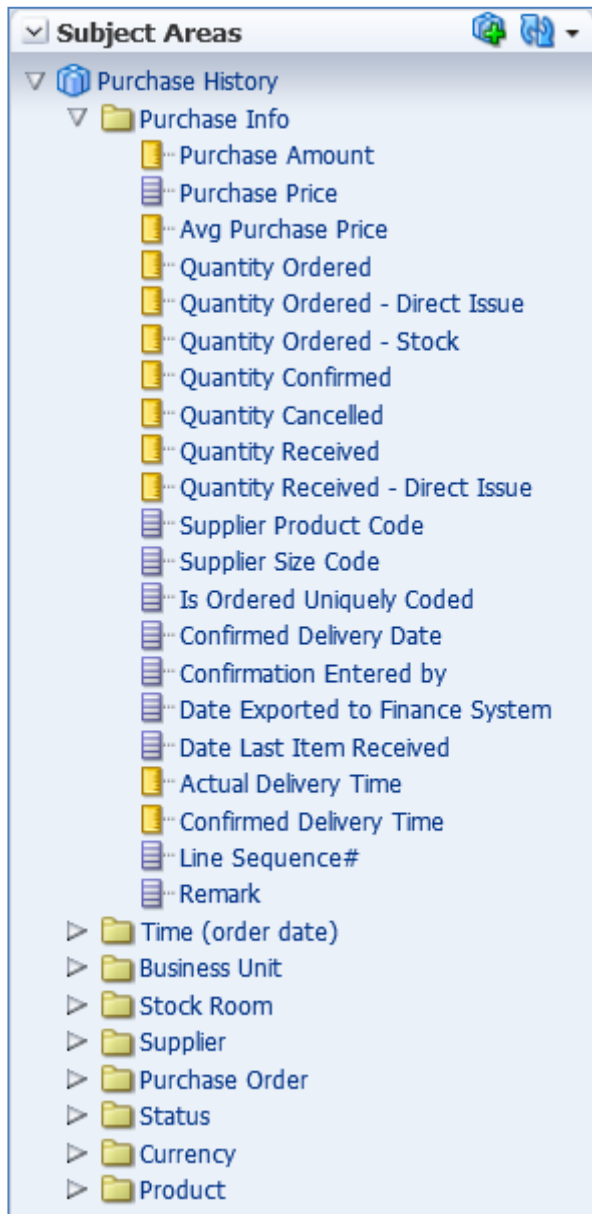 Subject Areas
Purchase History
Purchase Info
Purchase Amount
Purchase Price
Avg Purchase Price
Quantity Ordered
Quantity Ordered - Direct Issue
Quantity Ordered - Stock
Quantity Confirmed
Quantity Cancelled
Quantity Received
Quantity Received - Direct Issue
Supplier Product Code
Supplier Size Code
Is Ordered Uniquely Coded
Confirmed Delivery Date
Confirmation Entered by
Date Exported to Finance System
Date Last Item Received
Actual Delivery Time
Confirmed Delivery Time
Line Sequence#
Remark
Time (order date)
Business Unit
Stock Room
Supplier
Purchase Order
Status
Currency
Product